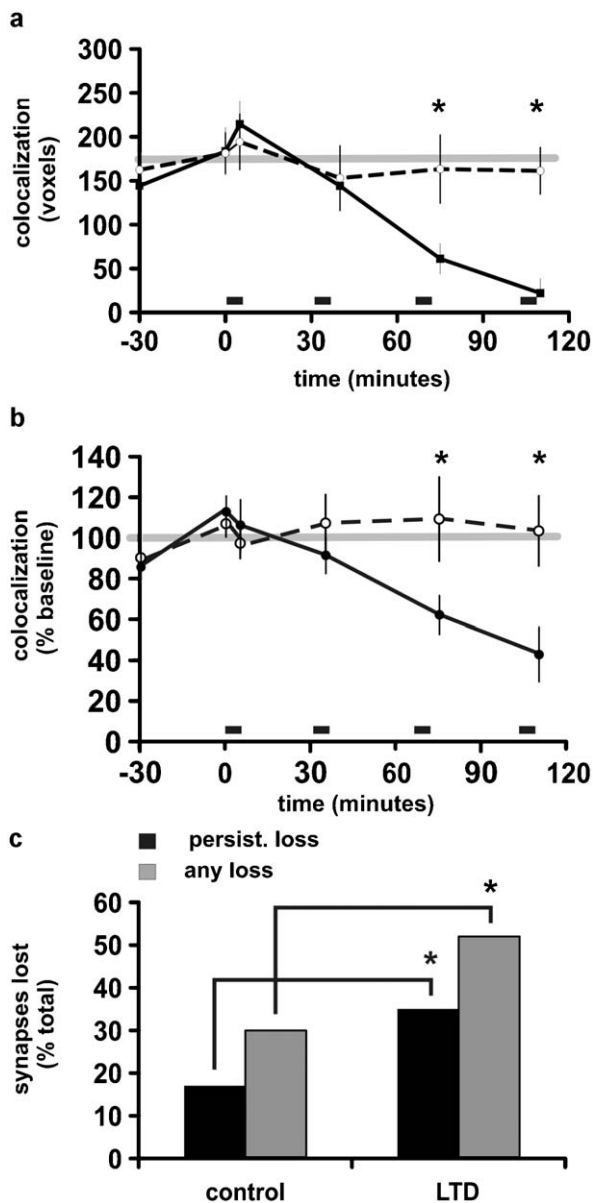 a
300
250
200
150
100
50
0
colocalization
(voxels)
* *
-30 0 30 60 90 120
time (minutes)
b
140
120
100
80
60
40
20
0
colocalization
(% baseline)
* *
-30 0 30 60 90 120
time (minutes)
c
persist. loss
any loss
60
50
40
30
20
10
0
synapses lost
(% total)
*
*
control LTD